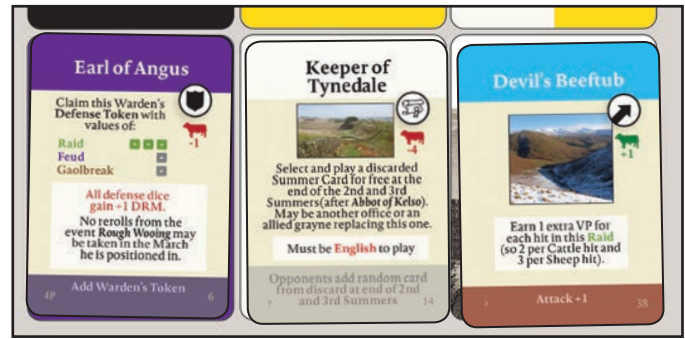 Earl of Angus
Claim this Warden's
Defense Token with
values of:
-1
Raid
Feud
Gaolbreak
All defense dice
gain +1 DRM.
No rerolls from the
event Rough Wooing may
be taken in the March
he is positioned in.
Add Warden's Token
4P
6
Keeper of
Tynedale
-4
Select and play a discarded
Summer Card for free at the
end of the 2nd and 3rd
Summers(after Abbot of Kelso).
May be another office or an
allied grayne replacing this one.
Must be English to play
Opponents add random card
from discard at end of 2nd
and 3rd Summers
14
Devil's Beeftub
+1
Earn 1 extra VP for
each hit in this Raid
(so 2 per Cattle hit and
3 per Sheep hit).
Attack +1
38